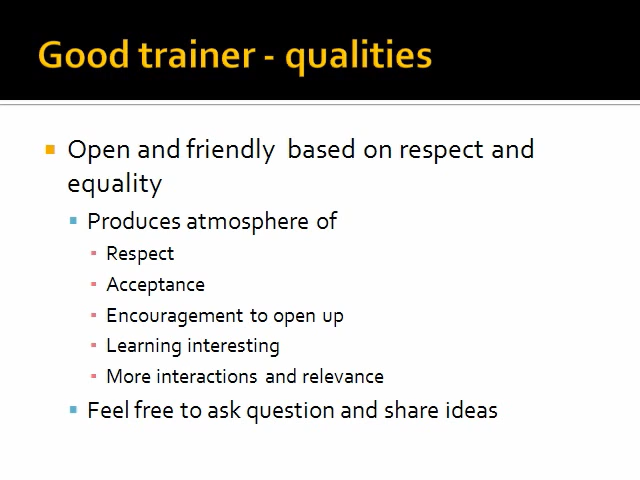 Good trainer - qualities
Open and friendly  based on respect and
equality
Produces atmosphere of
Respect
Acceptance
Encouragement to open up
Learning interesting
More interactions and relevance
Feel free to ask question and share ideas